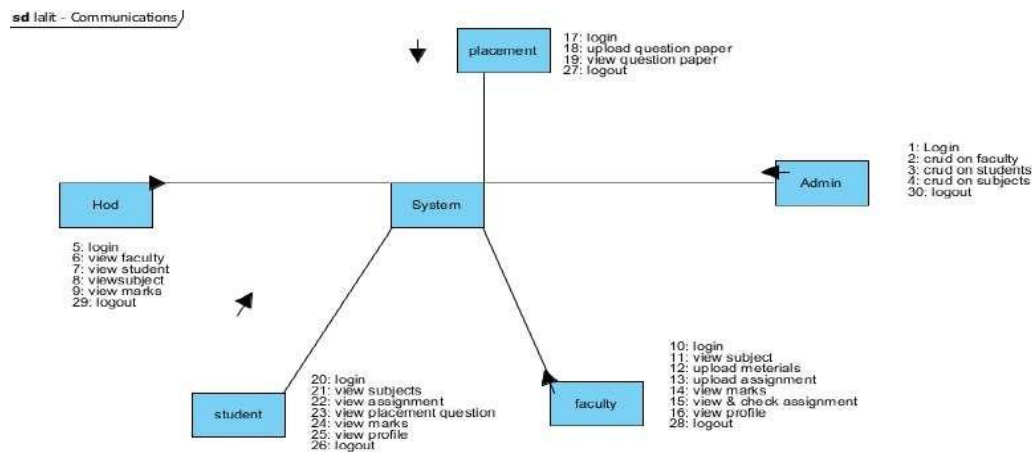 sd lalit - Communications
placement
17: login
18: upload question paper
19: view question paper
27: logout
1: Login
2: crud on faculty
3: crud on students
4: crud on subjects
30: logout
Admin
Hod
System
5: login
6: view faculty
7: view student
8: viewsubject
9: view marks
29: logout
student
20: login
21: view subjects
22: view assignment
23: view placement question
24: view marks
25: view profile
26: logout
faculty
10: login
11: view subject
12: upload meterials
13: upload assignment
14: view marks
15: view & check assignment
16: view profile
28: logout